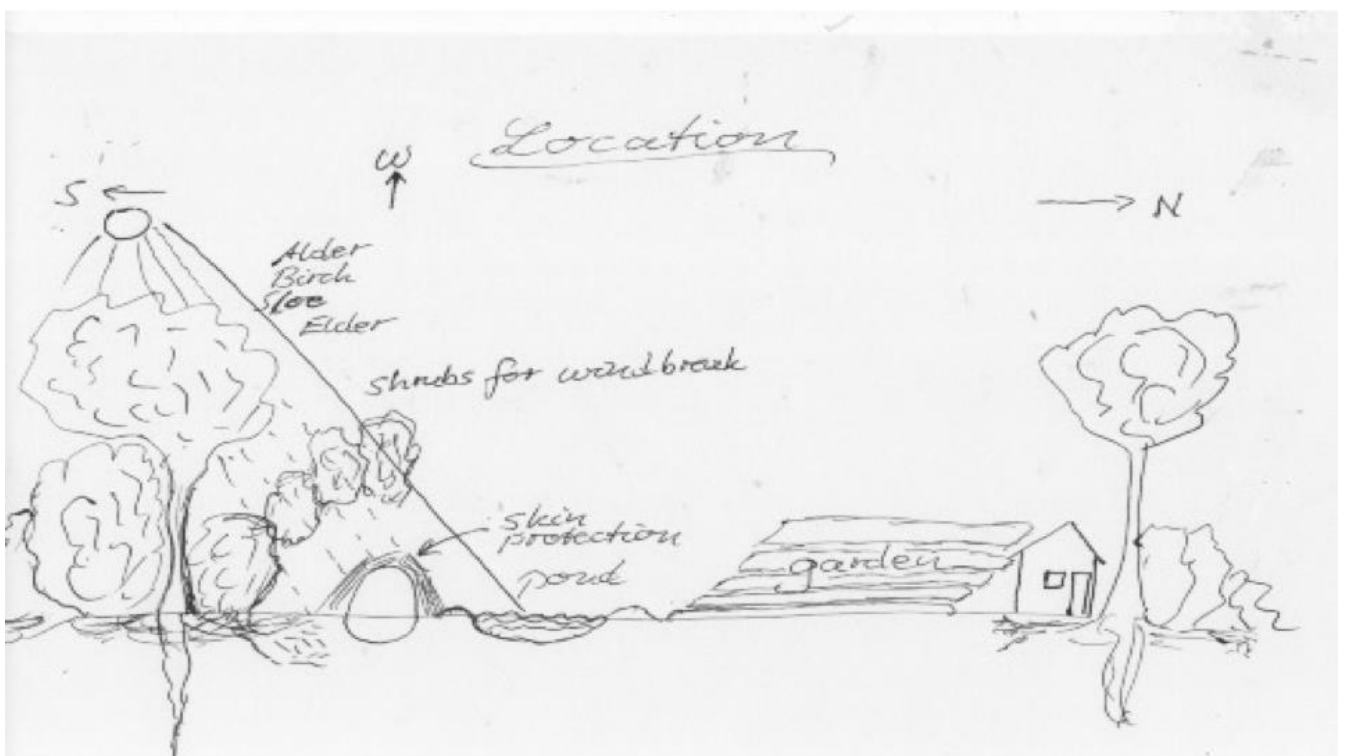 Location
W
S
N
Alder
Birch
Sloe
Elder
shrubs for windbreak
skin
protection
pond
garden